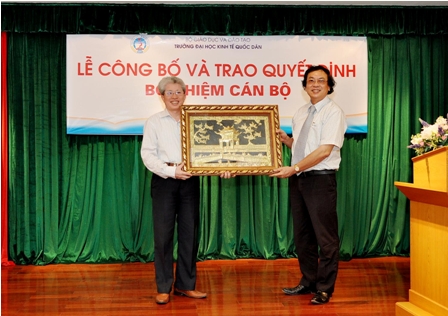 BỘ GIÁO DỤC VÀ ĐÀO TẠO
TRƯỜNG ĐẠI HỌC KINH TẾ QUỐC DÂN
LỄ CÔNG BỐ VÀ TRAO QUYẾT ĐỊNH
BỔ NHIỆM CÁN BỘ